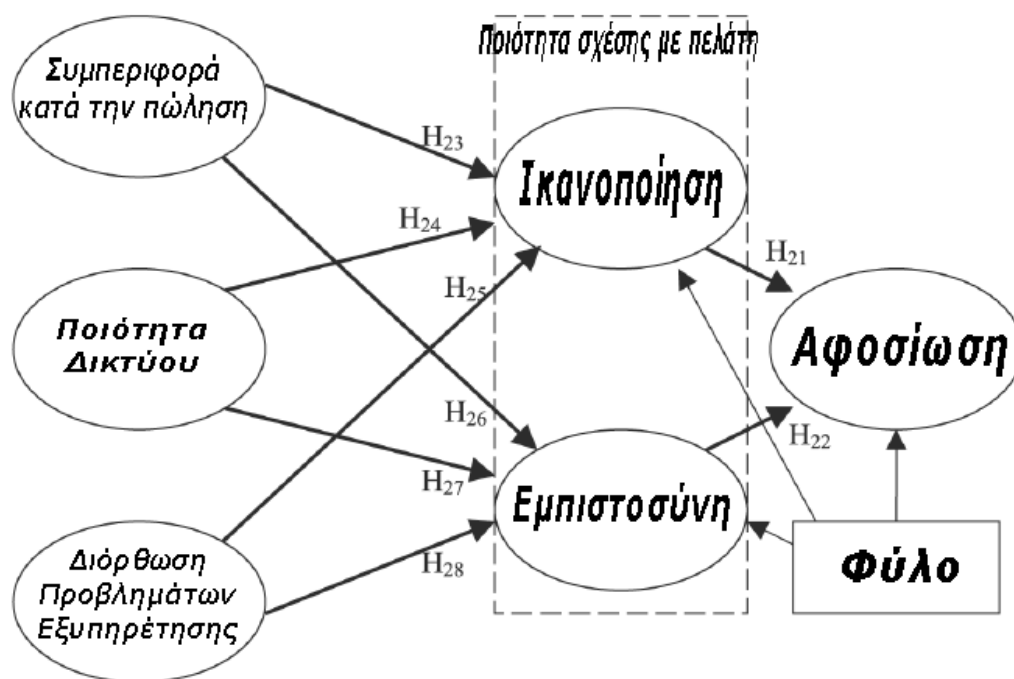 Ποιότητα σχέσης με πελάτη
Συμπεριφορά
κατά την πώληση
H23
Ικανοποίηση
H24
H21
H25
Ποιότητα
Δικτύου
Αφοσίωση
H26
H22
H27
Εμπιστοσύνη
H28
Φύλο
Διόρθωση
Προβλημάτων
Εξυπηρέτησης